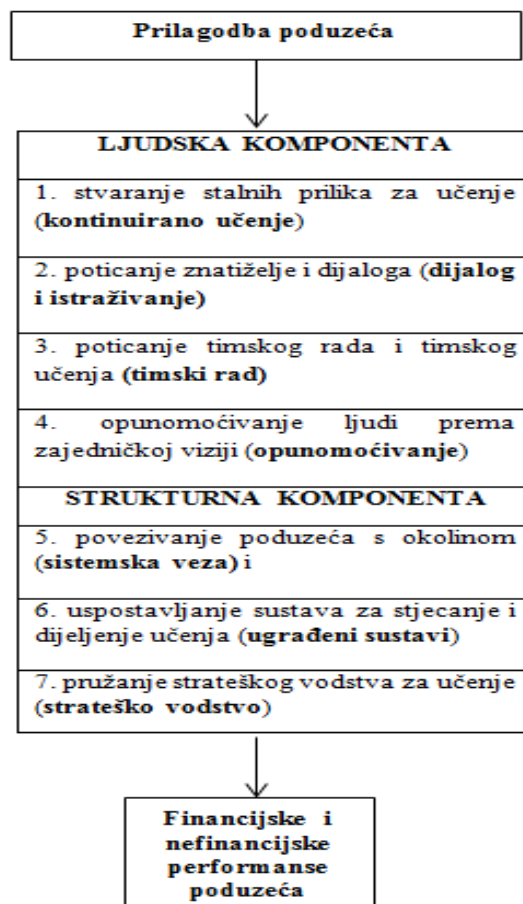 Prilagodba poduzeća
LJUDSKA KOMPONENTA
1. stvaranje stalnih prilika za učenje
(kontinuirano učenje)
2. poticanje znatiželje i dijaloga (dijalog
i istraživanje)
3. poticanje timskog rada i timskog
učenja (timski rad)
4. opunomoćivanje ljudi prema
zajedničkoj viziji (opunomoćivanje)
STRUKTURNA KOMPONENTA
5. povezivanje poduzeća s okolinom
(sistemska veza) i
6. uspostavljanje sustava za stjecanje i
dijeljenje učenja (ugrađeni sustavi)
7. pružanje strateškog vodstva za učenje
(strateško vodstvo)
Financijske i
nefinancijske
performanse
poduzeća